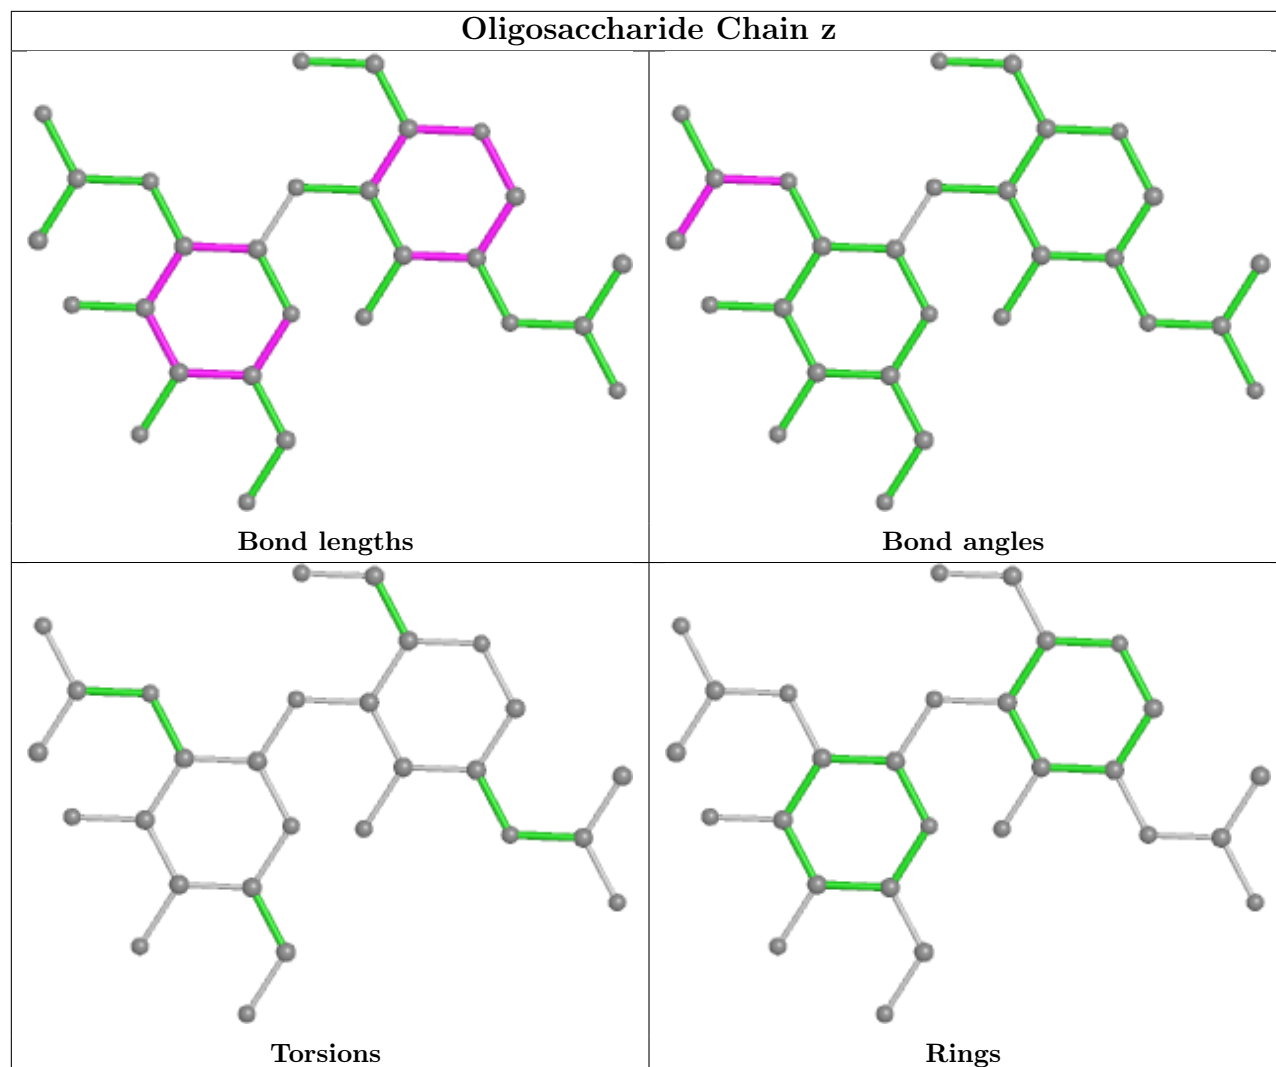 Oligosaccharide Chain z
Bond lengths
Bond angles
Torsions
Rings